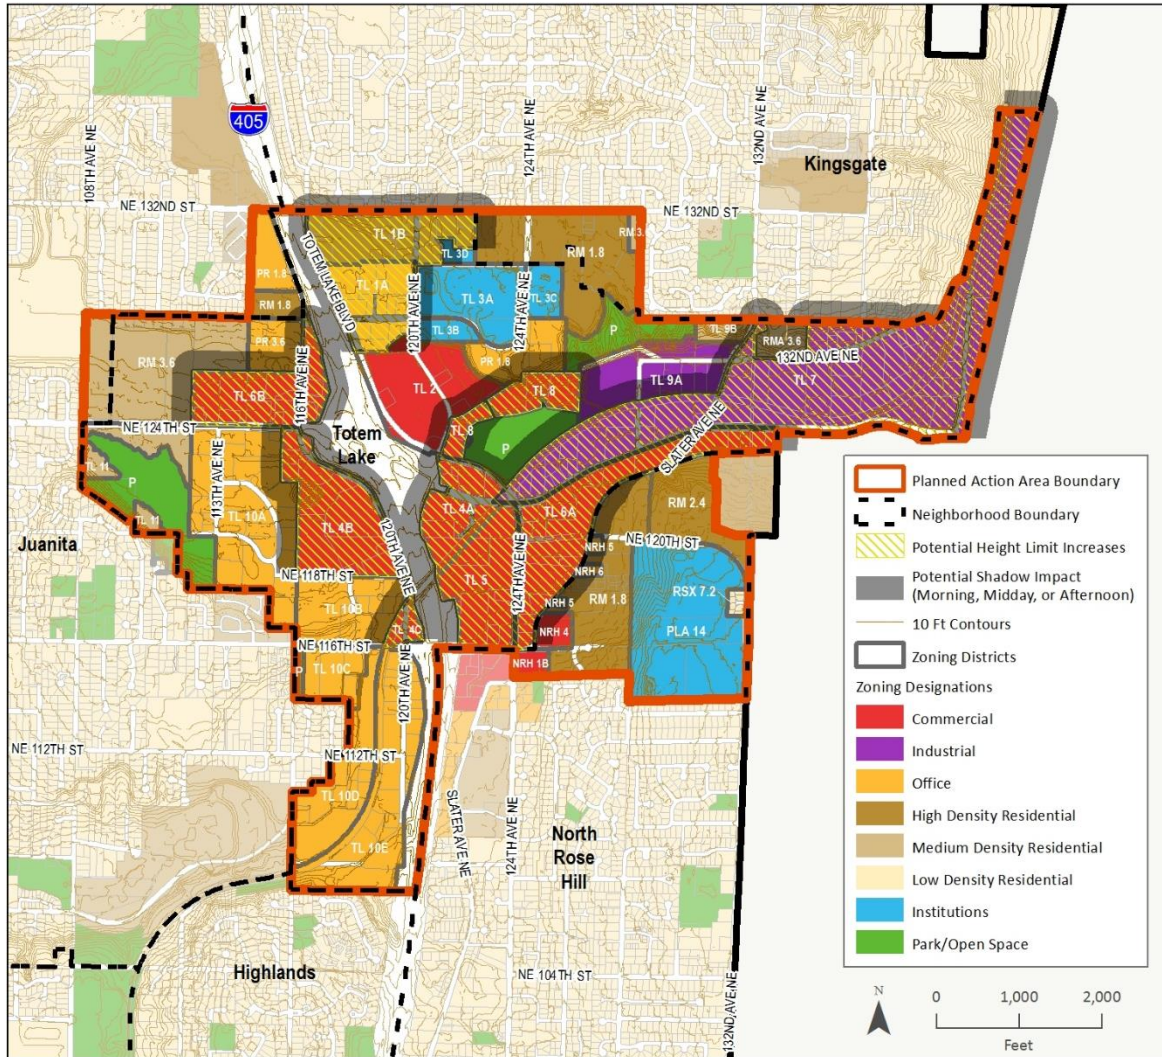 405
108TH AVE NE
124TH AVE NE
132ND AVE NE
Kingsgate
NE 132ND ST
NE 132ND ST
TOTEM LAKE BLVD
TL 1B
TL 3D
RM 1.8
PR 1.8
TL 1A
TL 3A
TL 3C
RM 1.8
120TH AVE NE
124TH AVE NE
TL 3B
P
TL 9B
RMA 3.6
132ND AVE NE
PR 3.6
PR 1.8
RM 3.6
116TH AVE NE
TL 2
TL 8
TL 9A
TL 7
TL 6B
NE 124TH ST
Totem
Lake
TL 8
P
SLATER AVE NE
TL 11
P
TL 11
113TH AVE NE
TL 10A
TL 4B
TL 4A
TL 6A
RM 2.4
Juanita
120TH AVE NE
NRH 5
NE 120TH ST
NE 118TH ST
TL 5
124TH AVE NE
NRH 6
RSX 7.2
TL 10B
NRH 5
RM 1.8
TL 4C
NRH 4
PLA 14
NE 116TH ST
P
TL 10C
NRH 1B
120TH AVE NE
NE 112TH ST
NE 112TH ST
TL 10D
SLATER AVE NE
124TH AVE NE
TL 10E
North
Rose
Hill
Highlands
NE 104TH ST
132ND AVE NE
Planned Action Area Boundary
Neighborhood Boundary
Potential Height Limit Increases
Potential Shadow Impact
(Morning, Midday, or Afternoon)
10 Ft Contours
Zoning Districts
Zoning Designations
Commercial
Industrial
Office
High Density Residential
Medium Density Residential
Low Density Residential
Institutions
Park/Open Space
N
0 1,000 2,000
Feet